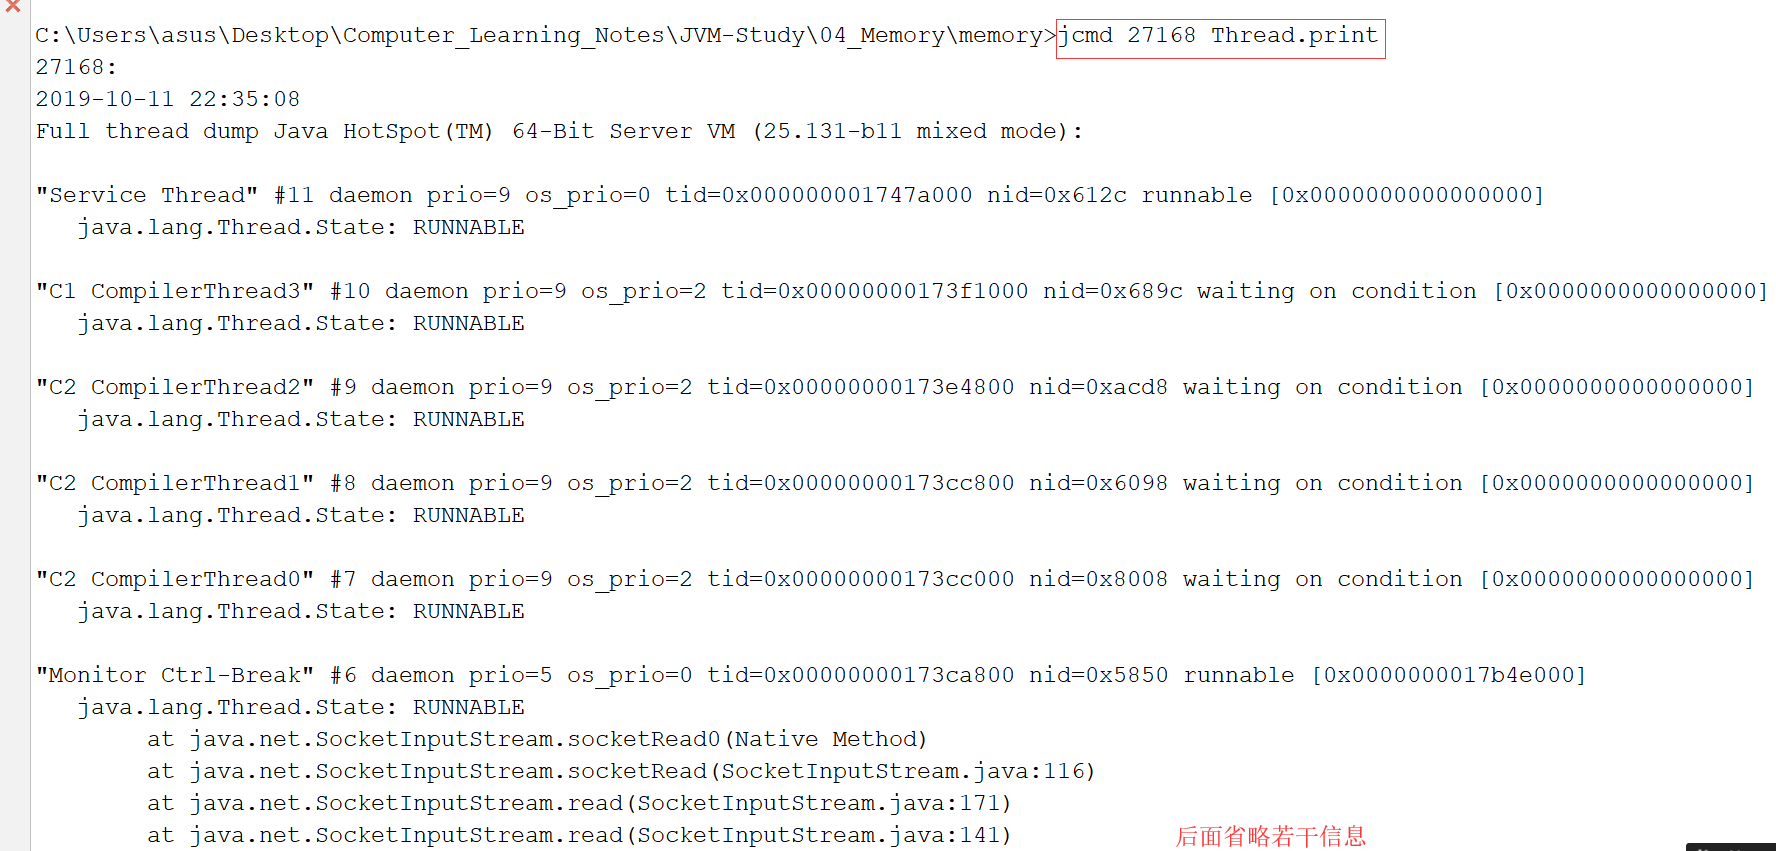 C:\Users\asus\Desktop\Computer_Learning_Notes\JVM-Study\04_Memory\memory>jcmd 27168 Thread.print
27168:
2019-10-11 22:35:08
Full thread dump Java HotSpot(TM) 64-Bit Server VM (25.131-b11 mixed mode):
"Service Thread" #11 daemon prio=9 os_prio=0 tid=0x000000001747a000 nid=0x612c runnable [0x0000000000000000]
java.lang.Thread.State: RUNNABLE
"C1 CompilerThread3" #10 daemon prio=9 os_prio=2 tid=0x00000000173f1000 nid=0x689c waiting on condition [0x0000000000000000]
java.lang.Thread.State: RUNNABLE
"C2 CompilerThread2" #9 daemon prio=9 os_prio=2 tid=0x00000000173e4800 nid=0xacd8 waiting on condition [0x0000000000000000]
java.lang.Thread.State: RUNNABLE
"C2 CompilerThread1" #8 daemon prio=9 os_prio=2 tid=0x00000000173cc800 nid=0x6098 waiting on condition [0x0000000000000000]
java.lang.Thread.State: RUNNABLE
"C2 CompilerThread0" #7 daemon prio=9 os_prio=2 tid=0x00000000173cc000 nid=0x8008 waiting on condition [0x0000000000000000]
java.lang.Thread.State: RUNNABLE
"Monitor Ctrl-Break" #6 daemon prio=5 os_prio=0 tid=0x00000000173ca800 nid=0x5850 runnable [0x0000000017b4e000]
java.lang.Thread.State: RUNNABLE
at java.net.SocketInputStream.socketRead0(Native Method)
at java.net.SocketInputStream.socketRead(SocketInputStream.java:116)
at java.net.SocketInputStream.read(SocketInputStream.java:171)
at java.net.SocketInputStream.read(SocketInputStream.java:141)
后面省略若干信息